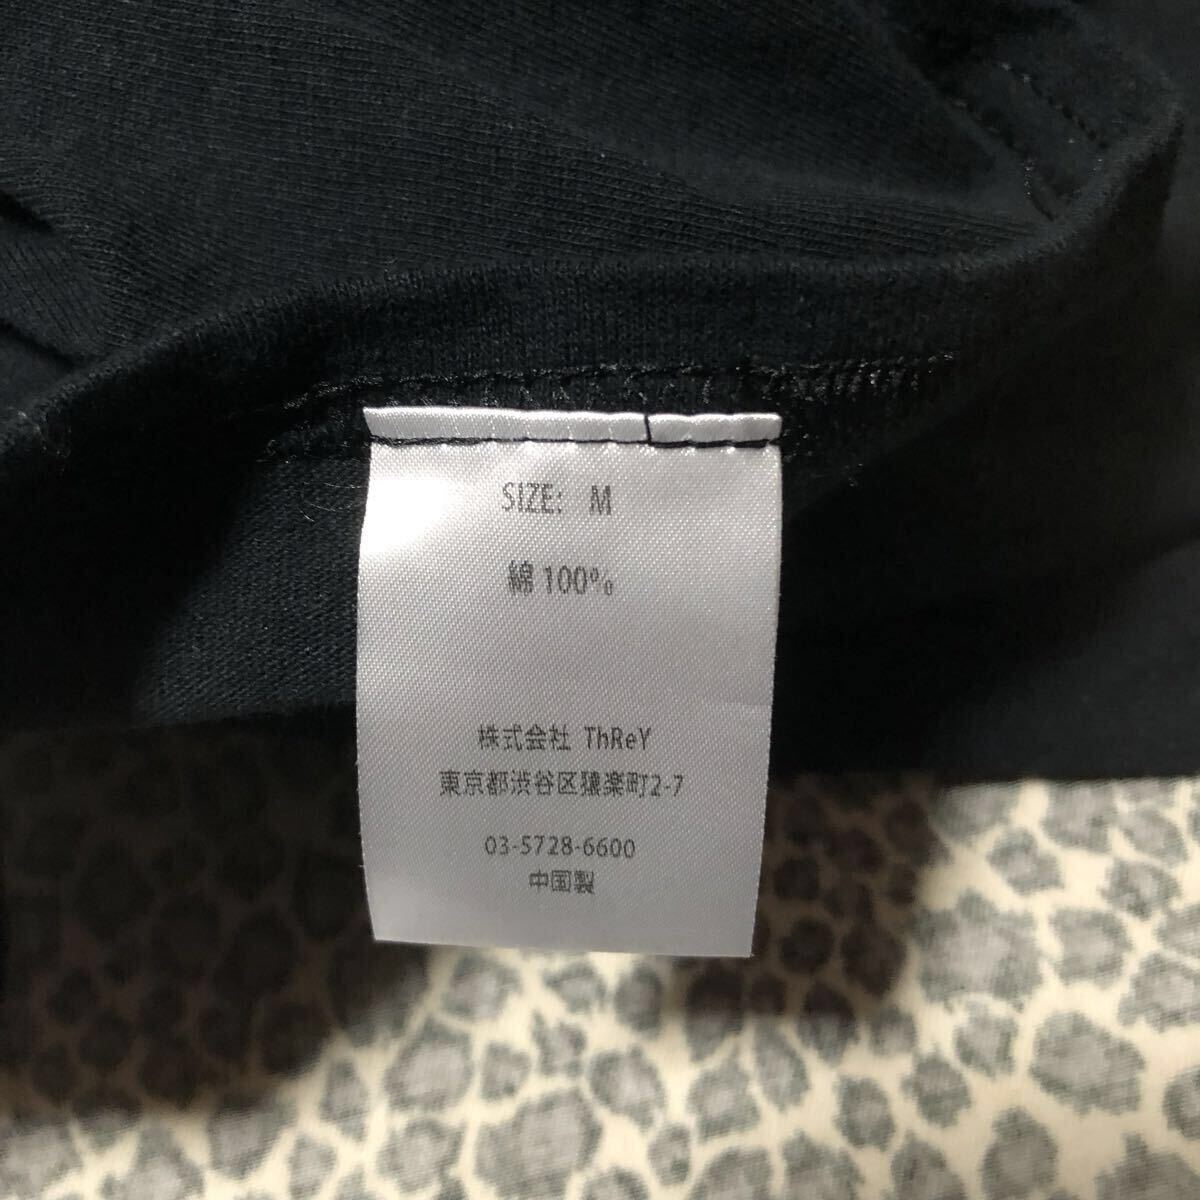 SIZE: M
綿 100%
株式会社 ThReY
東京都渋谷区猿楽町2-7
03-5728-6600
中国製